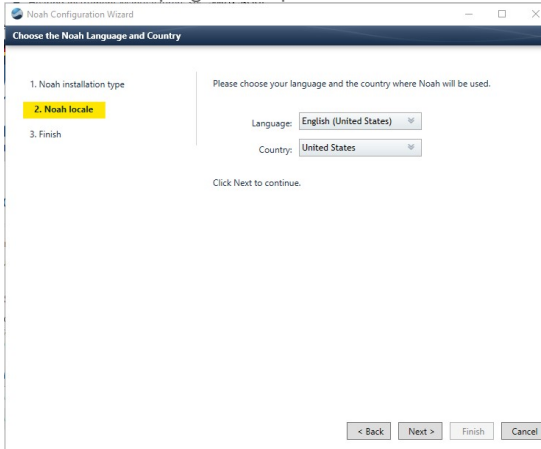 Noah Configuration Wizard
Choose the Noah Language and Country
1. Noah installation type
2. Noah locale
3. Finish
Please choose your language and the country where Noah will be used.
Language: English (United States)
Country: United States
Click Next to continue.
< Back Next > Finish Cancel